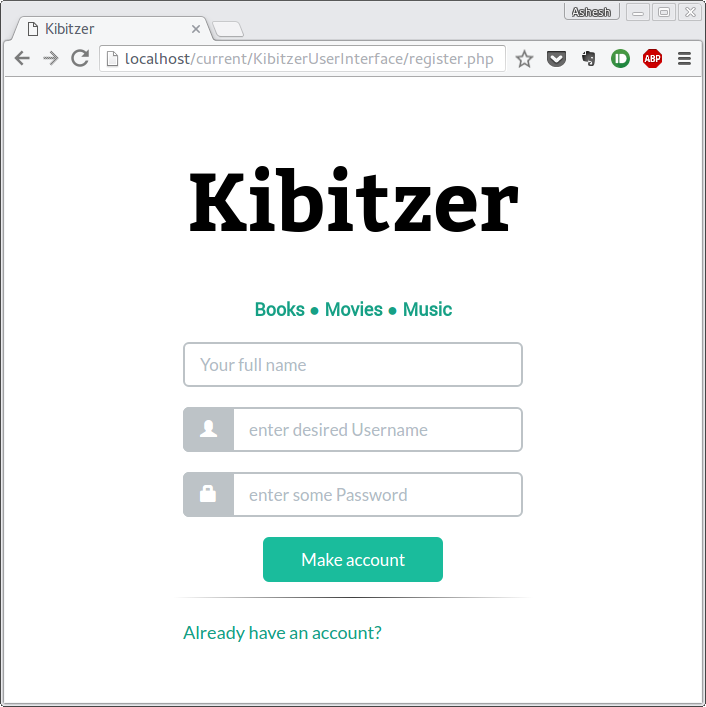 Ashesh
Kibitzer
localhost/current/KibitzerUserInterface/register.php
ABP
Kibitzer
Books ● Movies ● Music
Your full name
enter desired Username
enter some Password
Make account
Already have an account?